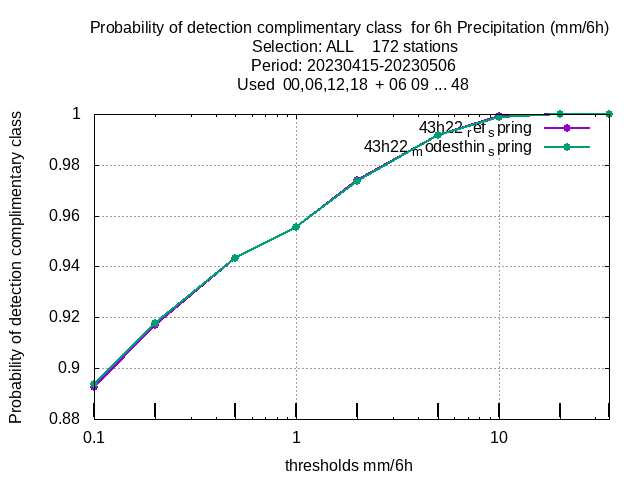 Probability of detection complimentary class  for 6h Precipitation (mm/6h)
Selection: ALL    172 stations
Period: 20230415-20230506
Used  00,06,12,18  + 06 09 ... 48
Probability of detection complimentary class
1
0.98
0.96
0.94
0.92
0.9
0.88
43h22_ref_spring
43h22_modesthin_spring
0.1
1
10
thresholds mm/6h